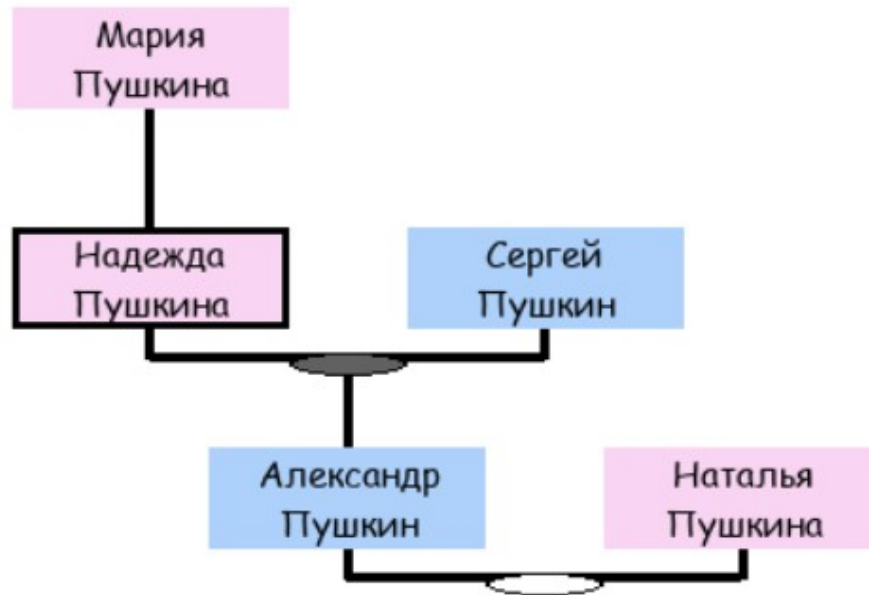 Мария
Пушкина
Надежда
Пушкина
Сергей
Пушкин
Александр
Пушкин
Наталья
Пушкина